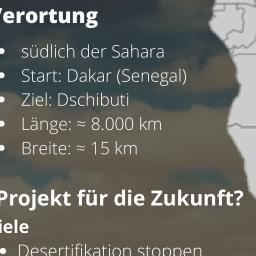 Verortung
• südlich der Sahara
• Start: Dakar (Senegal)
• Ziel: Dschibuti
• Länge: ≈ 8.000 km
• Breite: ≈ 15 km
Projekt für die Zukunft?
iele
• Desertifikation stoppen